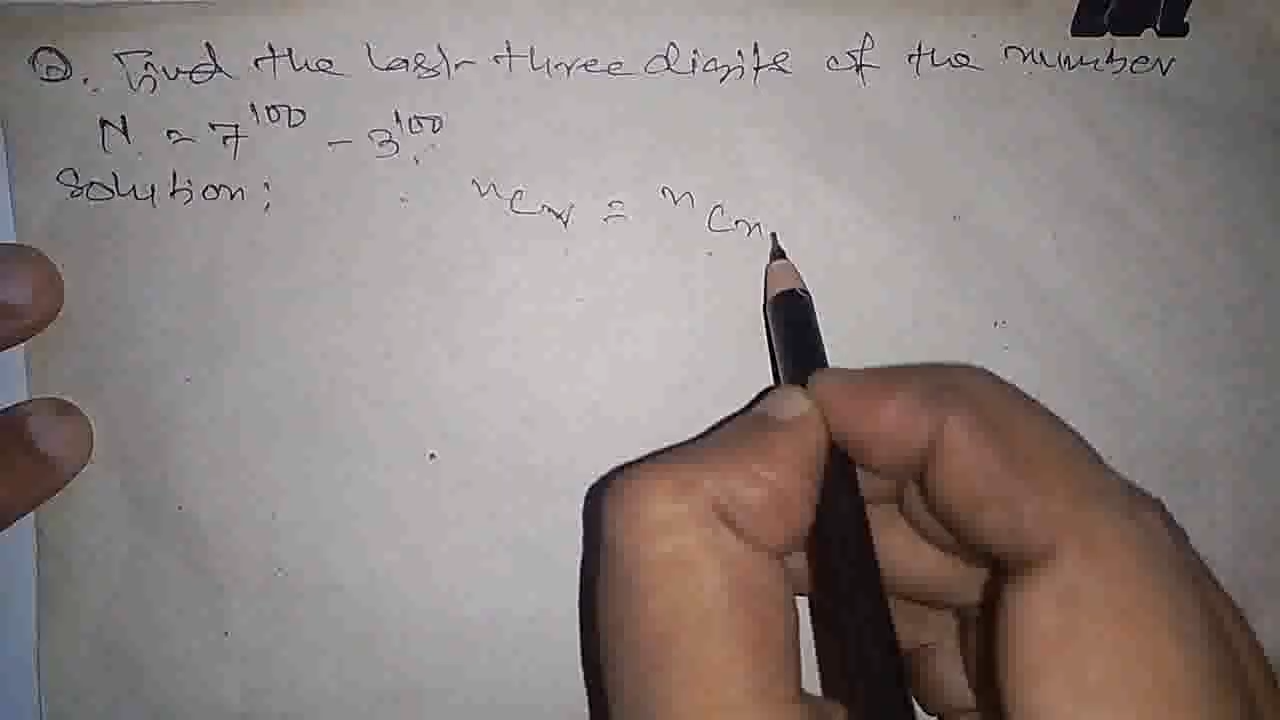 Q. Find the last three digits of the number
N = 7^100 - 3^100.
Solution; ⁿCᵣ = ⁿCₙ